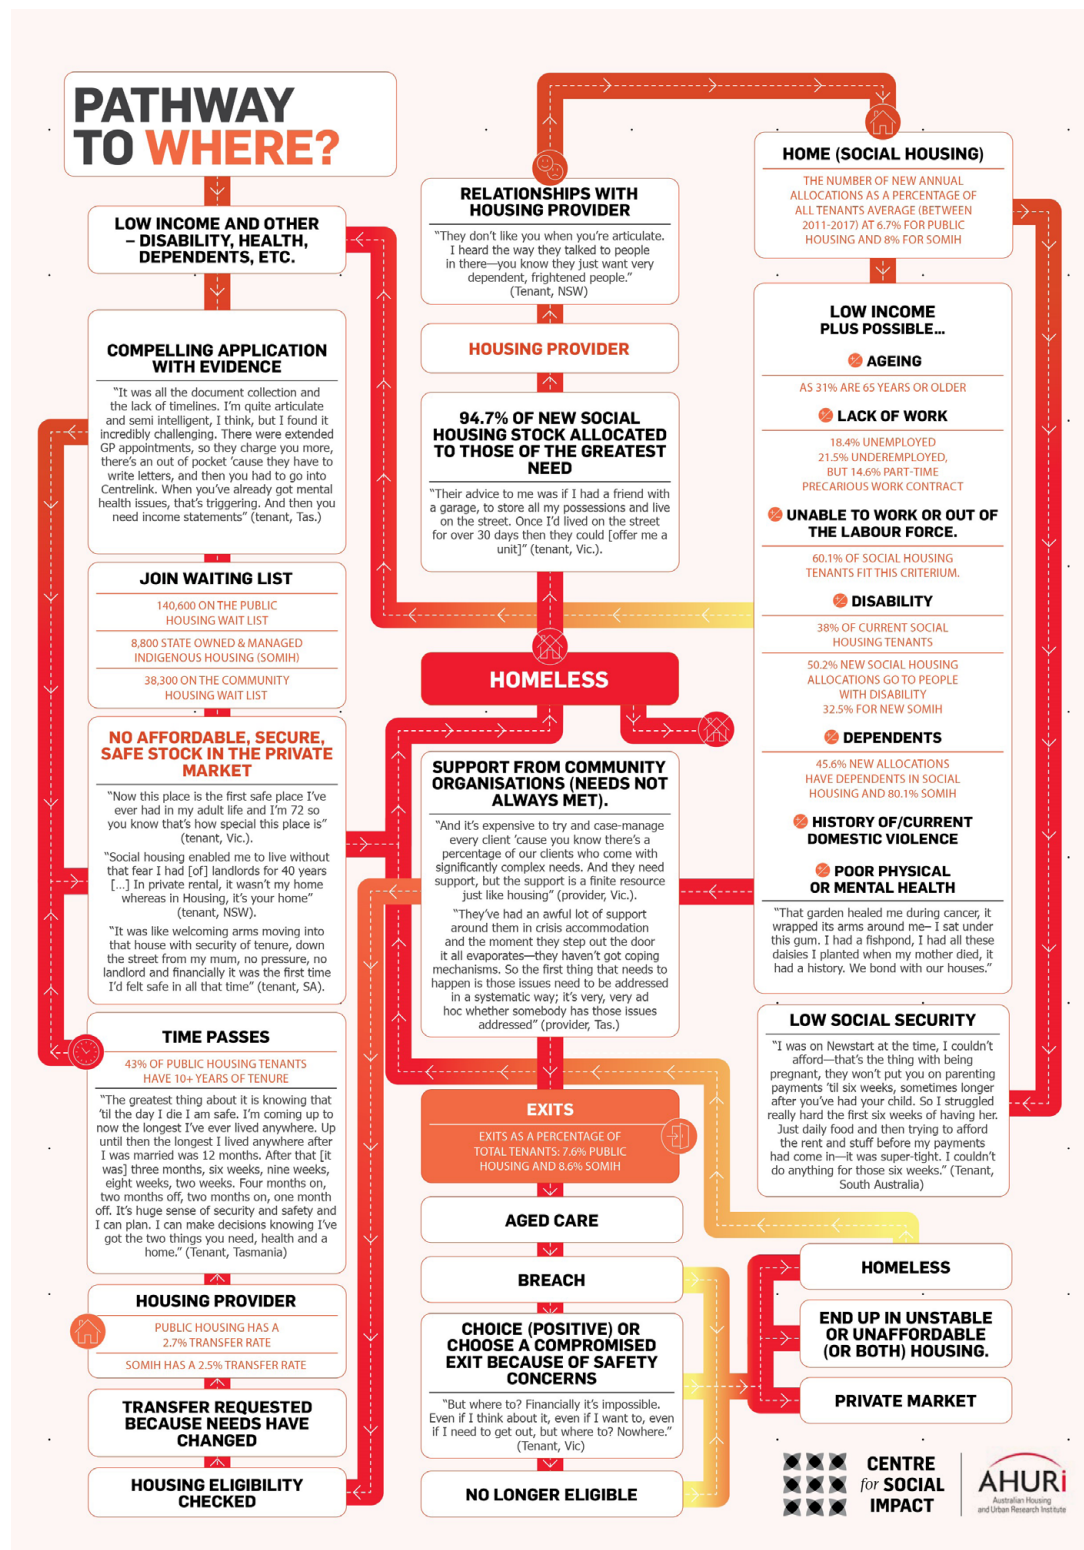 PATHWAY
TO WHERE?
LOW INCOME AND OTHER
– DISABILITY, HEALTH,
DEPENDENTS, ETC.
COMPELLING APPLICATION
WITH EVIDENCE
“It was all the document collection and
the lack of timelines. I’m quite articulate
and semi intelligent, I think, but I found it
incredibly challenging. There were extended
GP appointments, so they charge you more,
there’s an out of pocket ’cause they have to
write letters, and then you had to go into
Centrelink. When you’ve already got mental
health issues, that’s triggering. And then you
need income statements” (tenant, Tas.)
JOIN WAITING LIST
140,600 ON THE PUBLIC
HOUSING WAIT LIST
8,800 STATE OWNED & MANAGED
INDIGENOUS HOUSING (SOMIH)
38,300 ON THE COMMUNITY
HOUSING WAIT LIST
NO AFFORDABLE, SECURE,
SAFE STOCK IN THE PRIVATE
MARKET
“Now this place is the first safe place I’ve
ever had in my adult life and I’m 72 so
you know that’s how special this place is”
(tenant, Vic.).
“Social housing enabled me to live without
that fear I had [of] landlords for 40 years
[...] In private rental, it wasn’t my home
whereas in Housing, it’s your home”
(tenant, NSW).
“It was like welcoming arms moving into
that house with security of tenure, down
the street from my mum, no pressure, no
landlord and financially it was the first time
I’d felt safe in all that time” (tenant, SA).
TIME PASSES
43% OF PUBLIC HOUSING TENANTS
HAVE 10+ YEARS OF TENURE
“The greatest thing about it is knowing that
’til the day I die I am safe. I’m coming up to
now the longest I’ve ever lived anywhere. Up
until then the longest I lived anywhere after
I was married was 12 months. After that [it
was] three months, six weeks, nine weeks,
eight weeks, two weeks. Four months on,
two months off, two months on, one month
off. It’s huge sense of security and safety and
I can plan. I can make decisions knowing I’ve
got the two things you need, health and a
home.” (Tenant, Tasmania)
HOUSING PROVIDER
PUBLIC HOUSING HAS A
2.7% TRANSFER RATE
SOMIH HAS A 2.5% TRANSFER RATE
TRANSFER REQUESTED
BECAUSE NEEDS HAVE
CHANGED
HOUSING ELIGIBILITY
CHECKED
RELATIONSHIPS WITH
HOUSING PROVIDER
“They don’t like you when you’re articulate.
I heard the way they talked to people
in there—you know they just want very
dependent, frightened people.”
(Tenant, NSW)
HOUSING PROVIDER
94.7% OF NEW SOCIAL
HOUSING STOCK ALLOCATED
TO THOSE OF THE GREATEST
NEED
“Their advice to me was if I had a friend with
a garage, to store all my possessions and live
on the street. Once I’d lived on the street
for over 30 days then they could [offer me a
unit]” (tenant, Vic.).
HOMELESS
SUPPORT FROM COMMUNITY
ORGANISATIONS (NEEDS NOT
ALWAYS MET).
“And it’s expensive to try and case-manage
every client ’cause you know there’s a
percentage of our clients who come with
significantly complex needs. And they need
support, but the support is a finite resource
just like housing” (provider, Vic.).
“They’ve had an awful lot of support
around them in crisis accommodation
and the moment they step out the door
it all evaporates—they haven’t got coping
mechanisms. So the first thing that needs to
happen is those issues need to be addressed
in a systematic way; it’s very, very ad
hoc whether somebody has those issues
addressed” (provider, Tas.)
EXITS
EXITS AS A PERCENTAGE OF
TOTAL TENANTS: 7.6% PUBLIC
HOUSING AND 8.6% SOMIH
AGED CARE
BREACH
CHOICE (POSITIVE) OR
CHOOSE A COMPROMISED
EXIT BECAUSE OF SAFETY
CONCERNS
“But where to? Financially it’s impossible.
Even if I think about it, even if I want to, even
if I need to get out, but where to? Nowhere.”
(Tenant, Vic)
NO LONGER ELIGIBLE
HOME (SOCIAL HOUSING)
THE NUMBER OF NEW ANNUAL
ALLOCATIONS AS A PERCENTAGE OF
ALL TENANTS AVERAGE (BETWEEN
2011-2017) AT 6.7% FOR PUBLIC
HOUSING AND 8% FOR SOMIH
LOW INCOME
PLUS POSSIBLE...
AGEING
AS 31% ARE 65 YEARS OR OLDER
LACK OF WORK
18.4% UNEMPLOYED
21.5% UNDEREMPLOYED,
BUT 14.6% PART-TIME
PRECARIOUS WORK CONTRACT
UNABLE TO WORK OR OUT OF
THE LABOUR FORCE.
60.1% OF SOCIAL HOUSING
TENANTS FIT THIS CRITERIUM.
DISABILITY
38% OF CURRENT SOCIAL
HOUSING TENANTS
50.2% NEW SOCIAL HOUSING
ALLOCATIONS GO TO PEOPLE
WITH DISABILITY
32.5% FOR NEW SOMIH
DEPENDENTS
45.6% NEW ALLOCATIONS
HAVE DEPENDENTS IN SOCIAL
HOUSING AND 80.1% SOMIH
HISTORY OF/CURRENT
DOMESTIC VIOLENCE
POOR PHYSICAL
OR MENTAL HEALTH
“That garden healed me during cancer, it
wrapped its arms around me– I sat under
this gum. I had a fishpond, I had all these
daisies I planted when my mother died, it
had a history. We bond with our houses.”
LOW SOCIAL SECURITY
“I was on Newstart at the time, I couldn’t
afford—that’s the thing with being
pregnant, they won’t put you on parenting
payments ’til six weeks, sometimes longer
after you’ve had your child. So I struggled
really hard the first six weeks of having her.
Just daily food and then trying to afford
the rent and stuff before my payments
had come in—it was super-tight. I couldn’t
do anything for those six weeks.” (Tenant,
South Australia)
HOMELESS
END UP IN UNSTABLE
OR UNAFFORDABLE
(OR BOTH) HOUSING.
PRIVATE MARKET
CENTRE
for SOCIAL
IMPACT
AHURI
Australian Housing
and Urban Research Institute